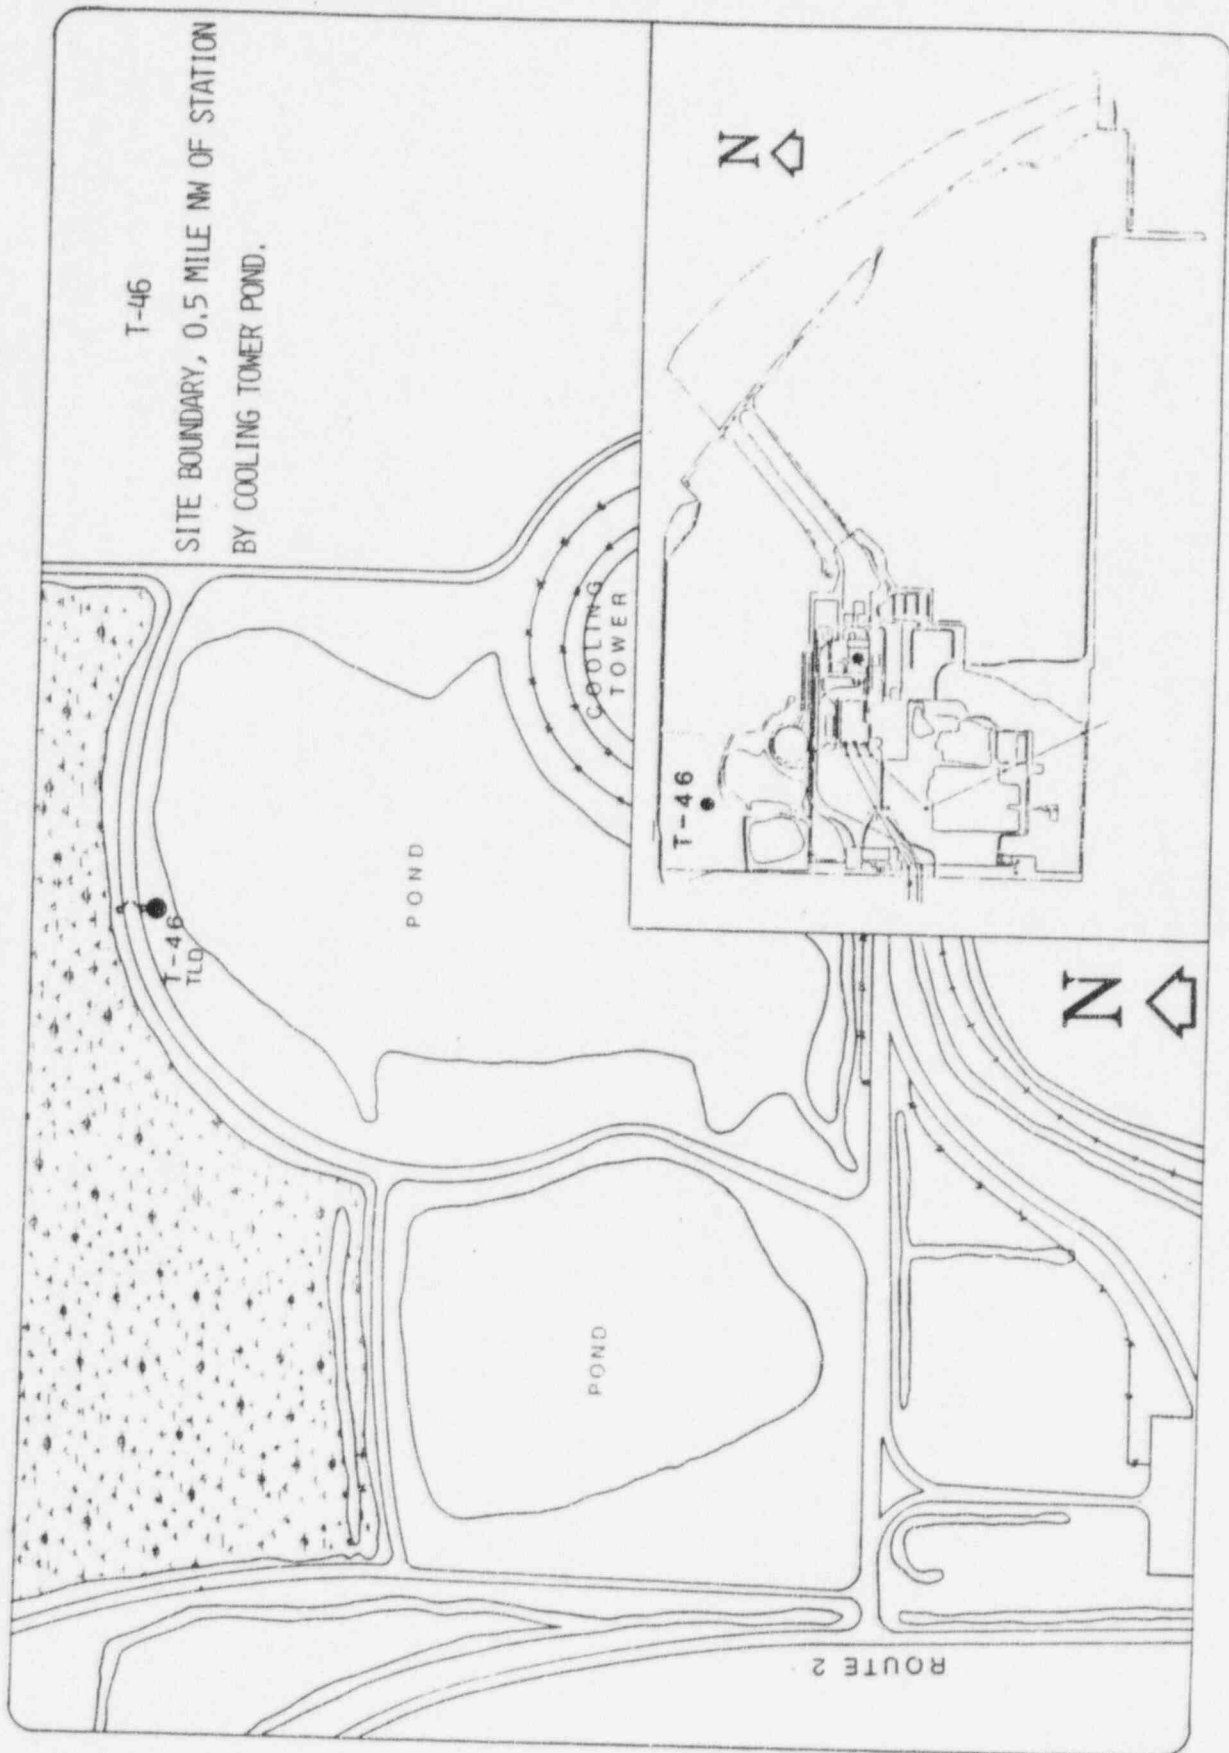 T-46
SITE BOUNDARY, 0.5 MILE NW OF STATION
BY COOLING TOWER POND.
N
T-46
COOLING
TOWER
T-46
TLD
POND
POND
N
ROUTE 2